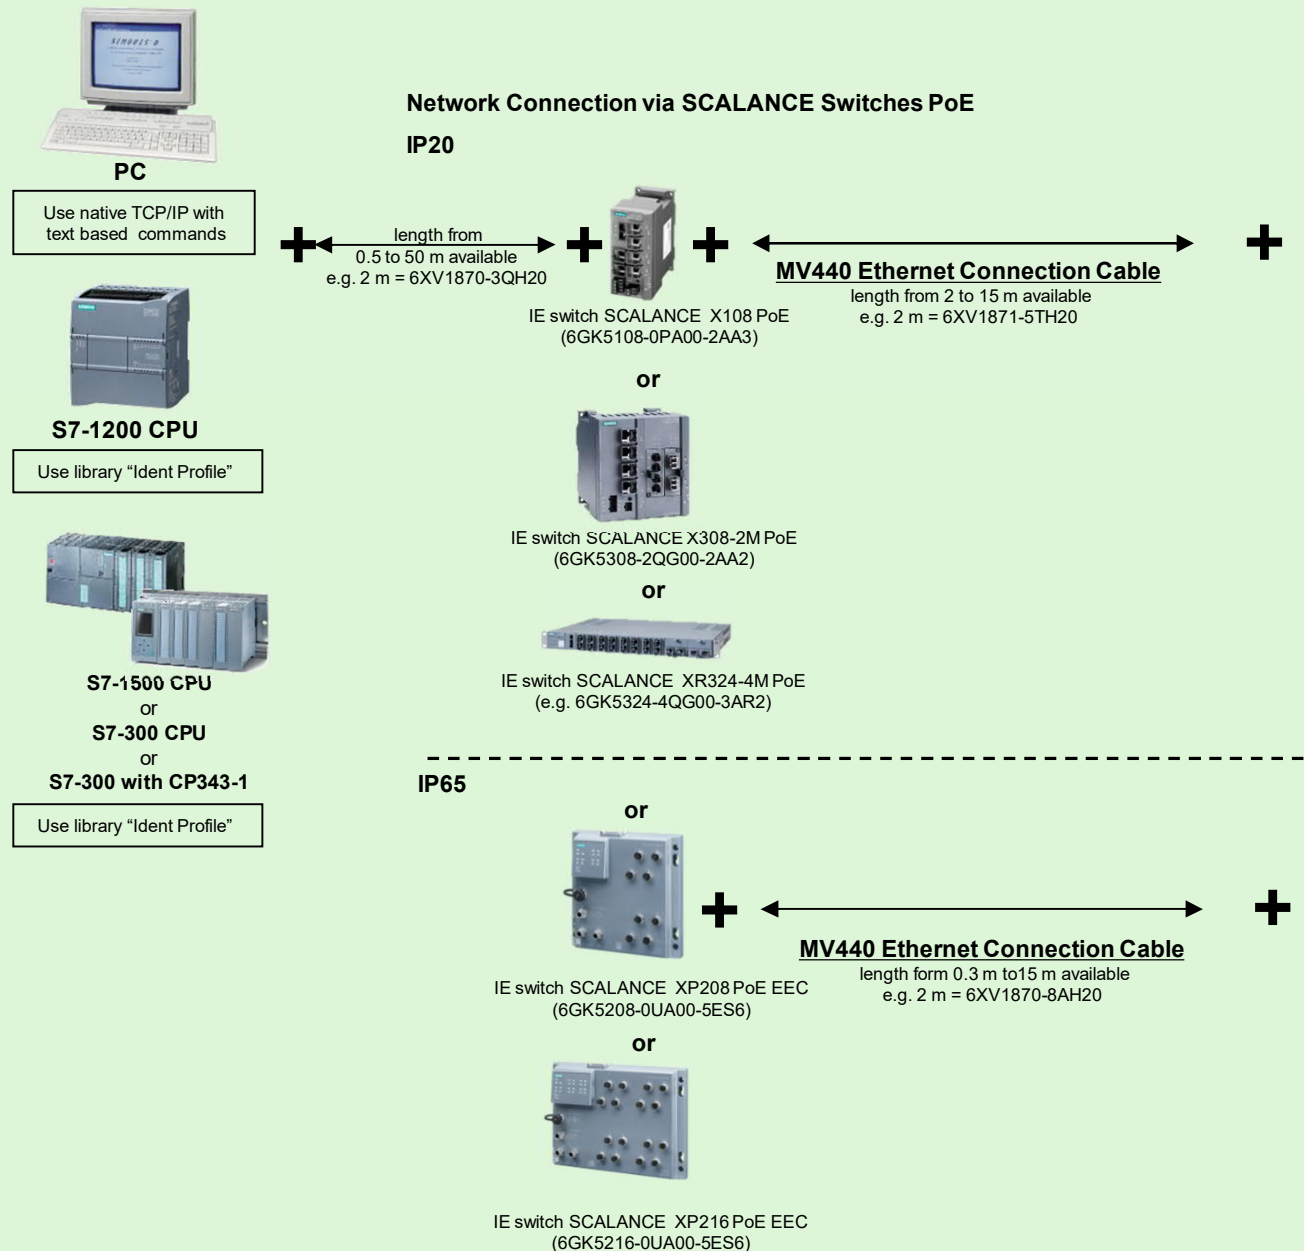 SIMODIS D
PC
Use native TCP/IP with
text based commands
S7-1200 CPU
Use library “Ident Profile”
S7-1500 CPU
or
S7-300 CPU
or
S7-300 with CP343-1
Use library “Ident Profile”
Network Connection via SCALANCE Switches PoE
IP20
length from
0.5 to 50 m available
e.g. 2 m = 6XV1870-3QH20
IE switch SCALANCE X108 PoE
(6GK5108-0PA00-2AA3)
MV440 Ethernet Connection Cable
length from 2 to 15 m available
e.g. 2 m = 6XV1871-5TH20
or
IE switch SCALANCE X308-2M PoE
(6GK5308-2QG00-2AA2)
or
IE switch SCALANCE XR324-4M PoE
(e.g. 6GK5324-4QG00-3AR2)
IP65
or
IE switch SCALANCE XP208 PoE EEC
(6GK5208-0UA00-5ES6)
MV440 Ethernet Connection Cable
length form 0.3 m to15 m available
e.g. 2 m = 6XV1870-8AH20
or
IE switch SCALANCE XP216 PoE EEC
(6GK5216-0UA00-5ES6)